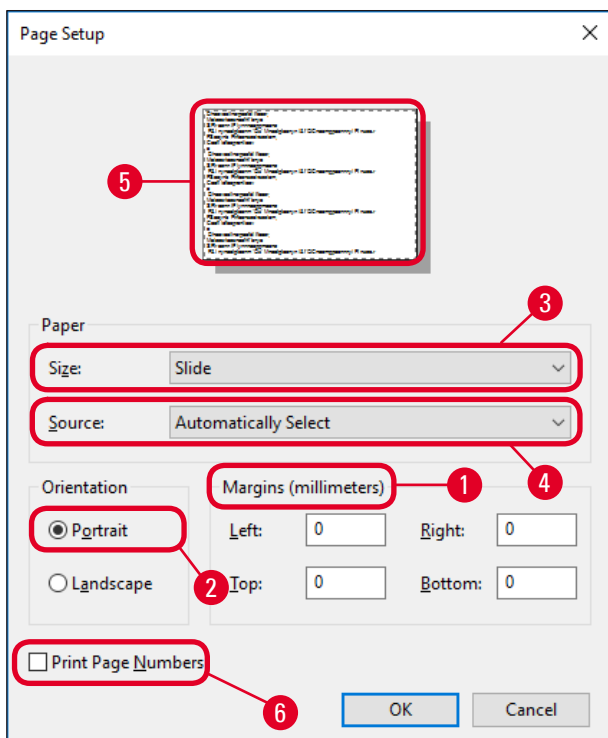 Page Setup
5
3
Paper
Size: Slide
Source: Automatically Select
4
Orientation
Margins (millimeters)
1
Portrait
Left: 0 Right: 0
2
Landscape
Top: 0 Bottom: 0
Print Page Numbers
6
OK Cancel